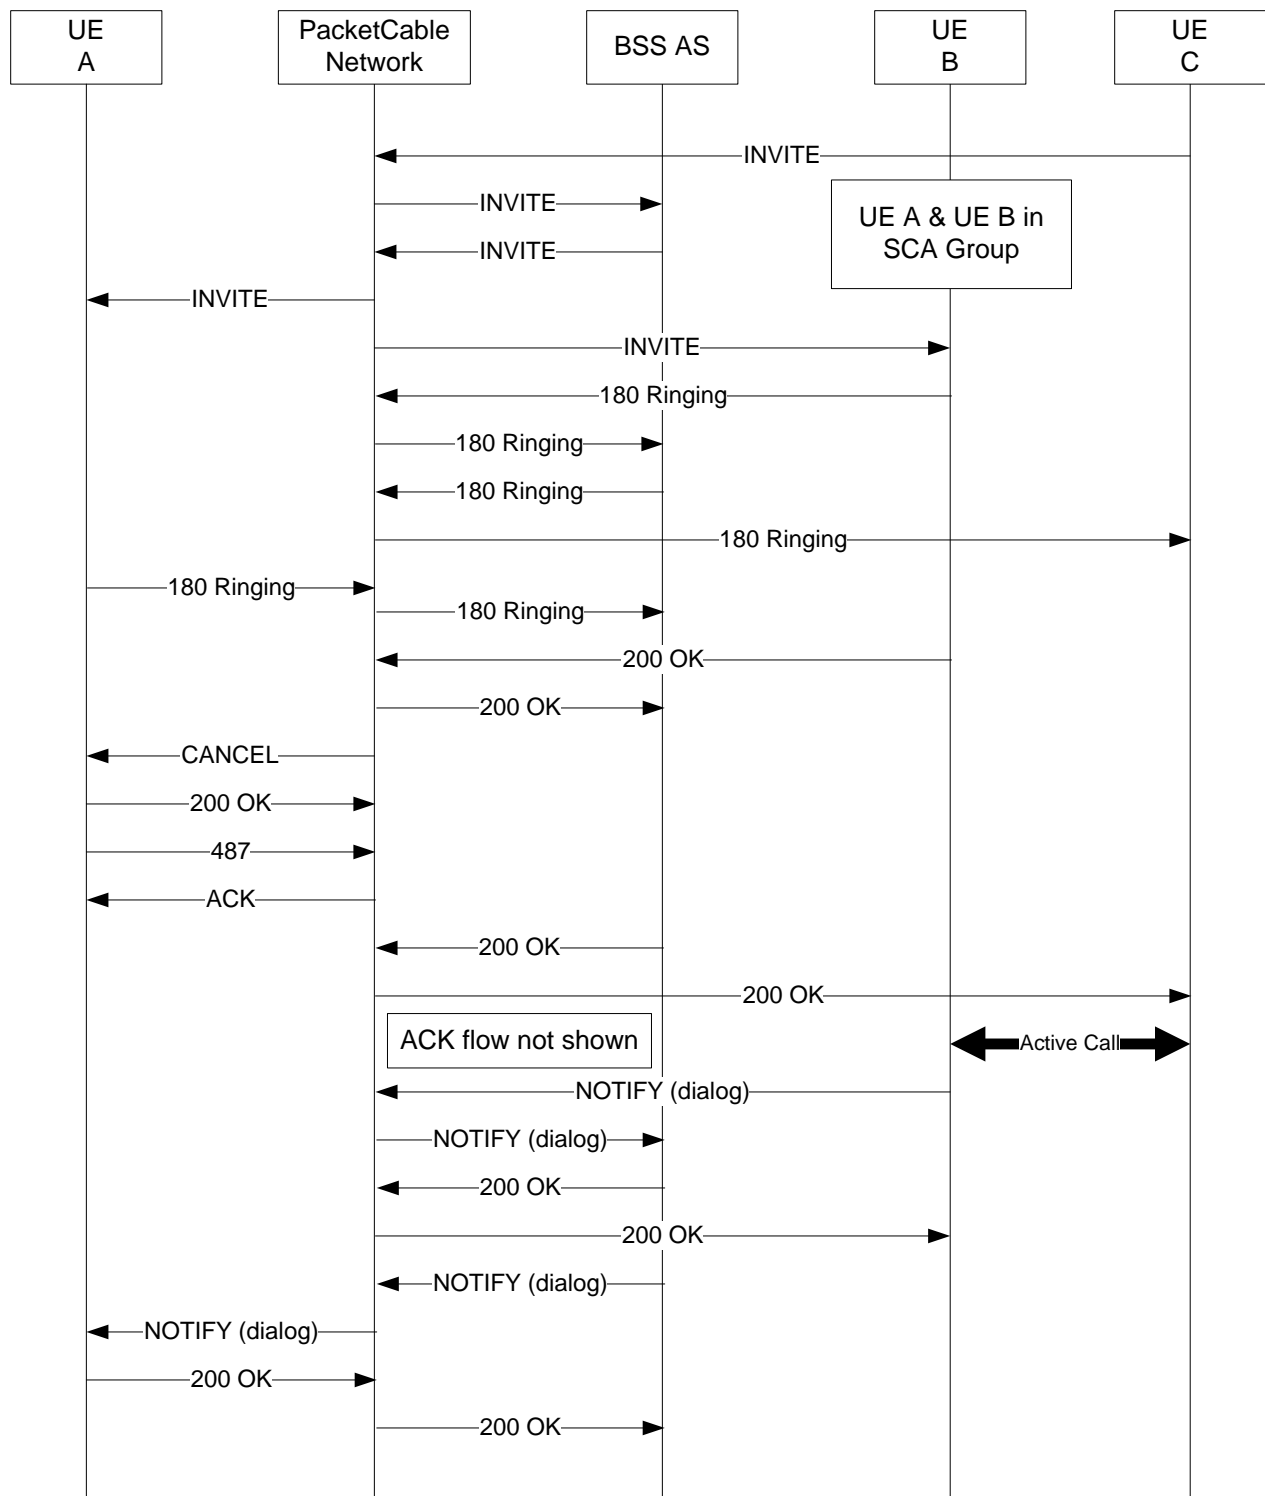 UE
A
PacketCable
Network
BSS AS
UE
B
UE
C
INVITE
INVITE
UE A & UE B in
SCA Group
INVITE
INVITE
INVITE
180 Ringing
180 Ringing
180 Ringing
180 Ringing
180 Ringing
180 Ringing
200 OK
200 OK
CANCEL
200 OK
487
ACK
200 OK
200 OK
ACK flow not shown
Active Call
NOTIFY (dialog)
NOTIFY (dialog)
200 OK
200 OK
NOTIFY (dialog)
NOTIFY (dialog)
200 OK
200 OK